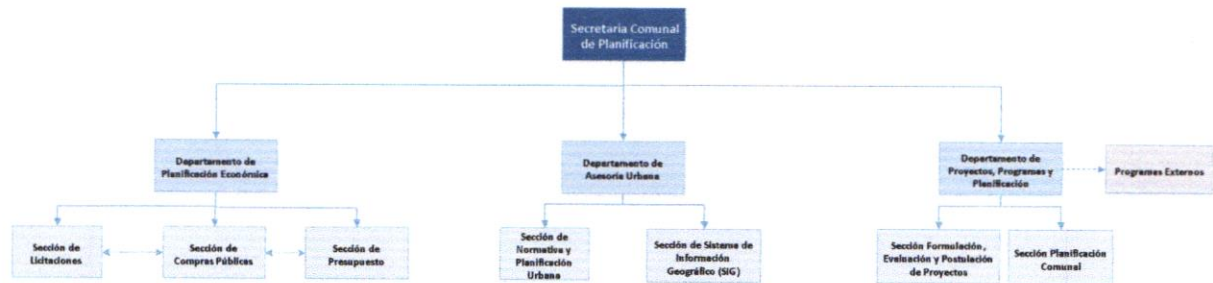 Secretaria Comunal
de Planificación
Departamento de
Planificación Económica
Departamento de
Asesoría Urbana
Departamento de
Proyectos, Programas y
Planificación
Programas Externos
Sección de
Licitaciones
Sección de
Compras Públicas
Sección de
Presupuesto
Sección de
Normativa y
Planificación
Urbana
Sección de Sistema de
Información
Geográfico (SIG)
Sección Formulación,
Evaluación y Postulación
de Proyectos
Sección Planificación
Comunal